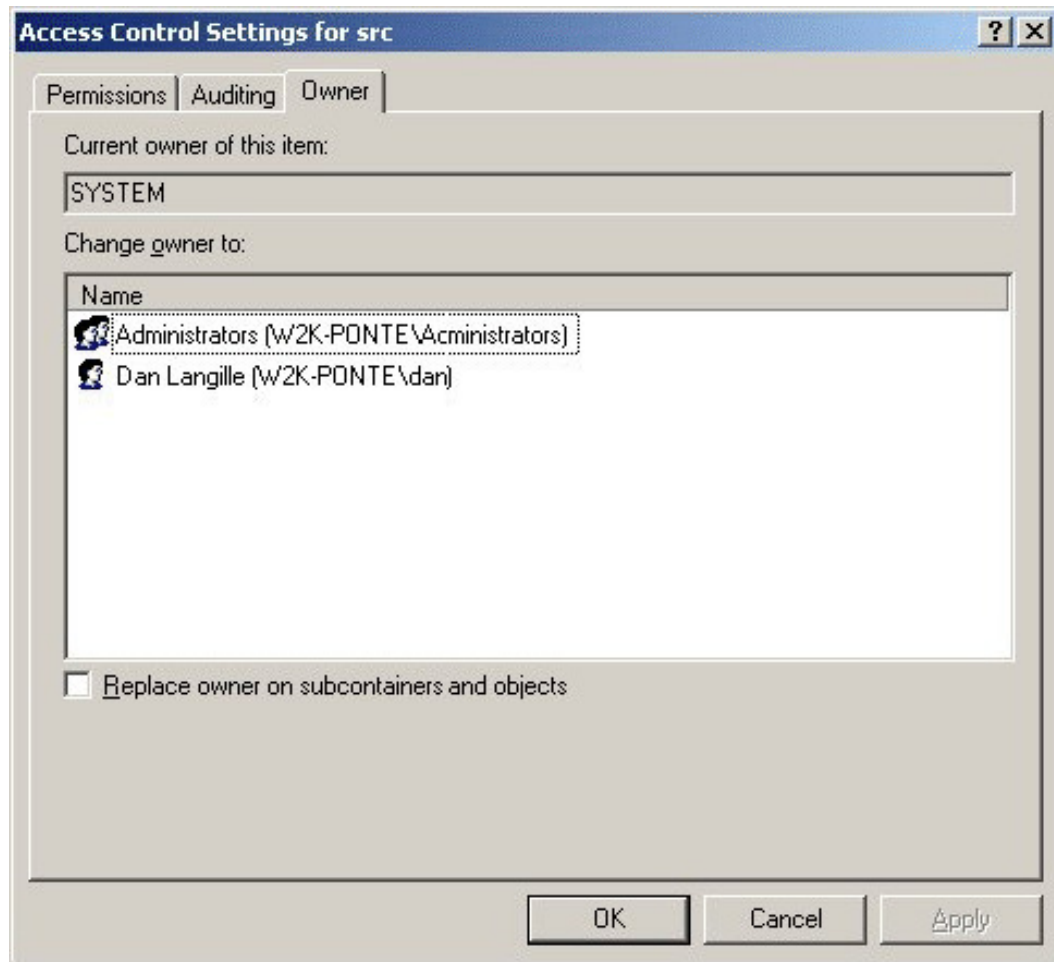 Access Control Settings for src
Permissions Auditing Owner
Current owner of this item:
SYSTEM
Change owner to:
Name
Administrators (W2K-PONTE\Acministrators)
Dan Langille (W2K-PONTE\dan)
Replace owner on subcontainers and objects
OK Cancel Apply